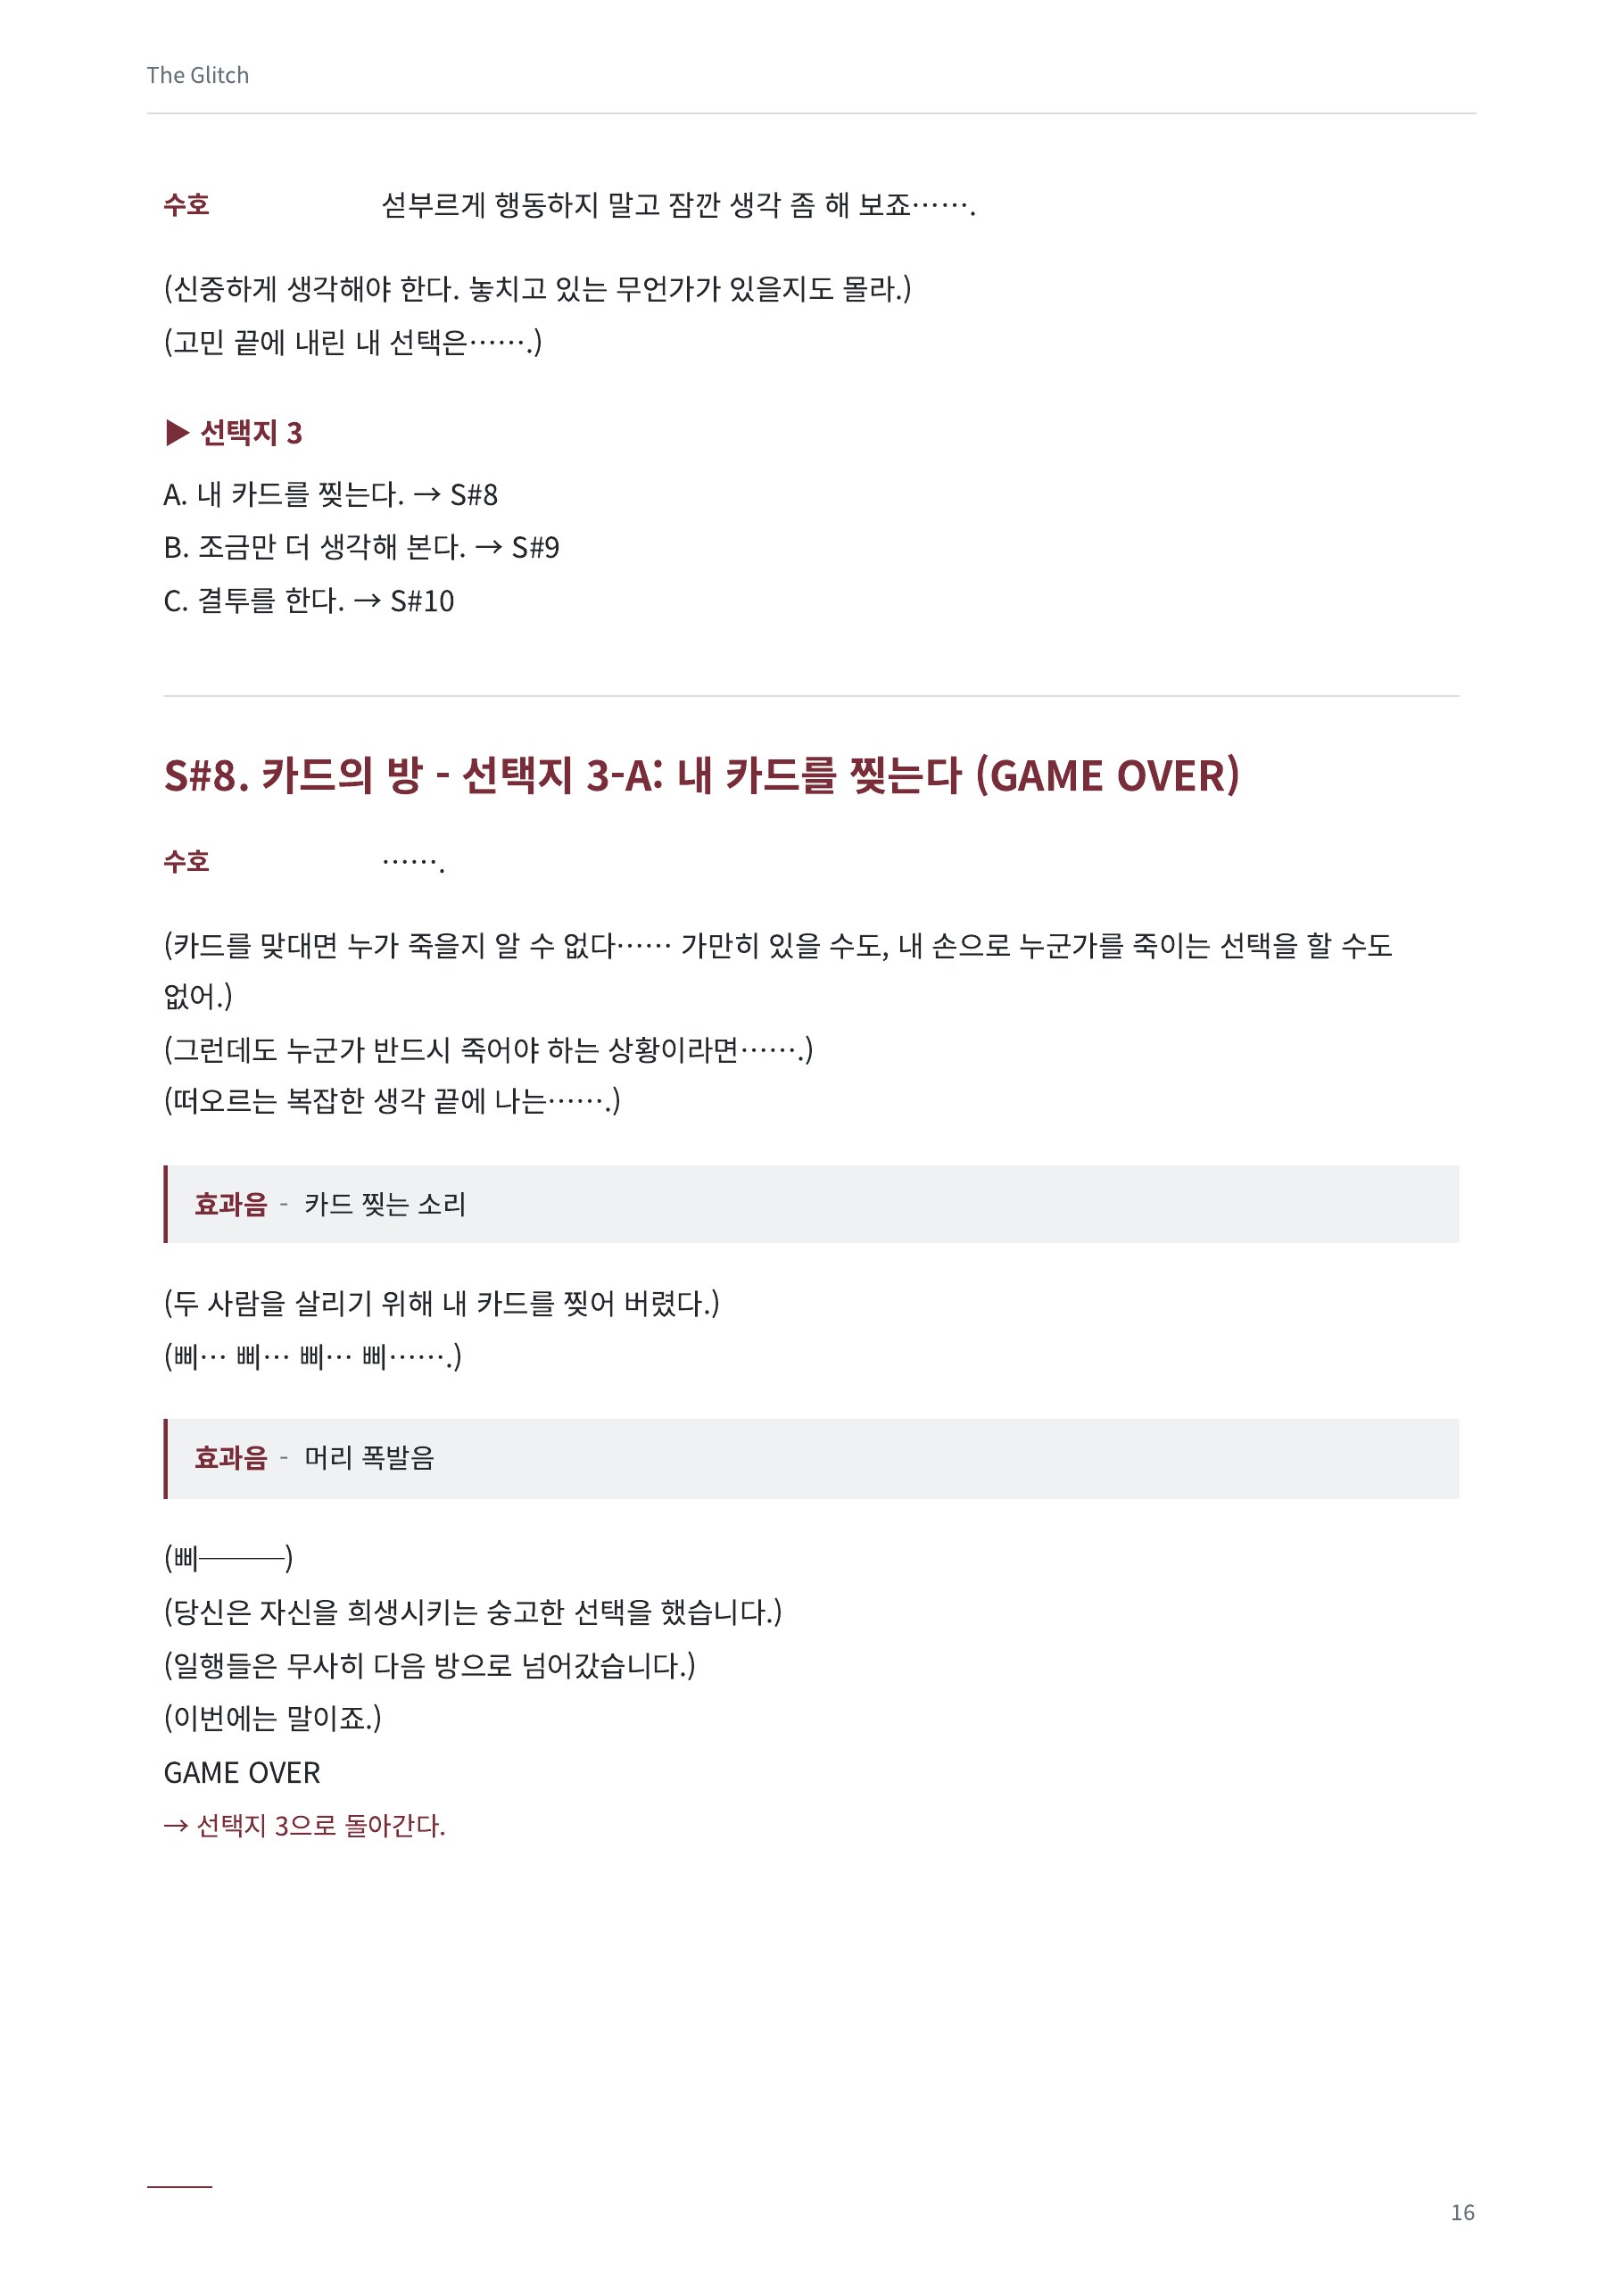 The Glitch
수호 섣부르게 행동하지 말고 잠깐 생각 좀 해 보죠…….
(신중하게 생각해야 한다. 놓치고 있는 무언가가 있을지도 몰라.)
(고민 끝에 내린 내 선택은…….)
▶ 선택지 3
A. 내 카드를 찢는다. → S#8
B. 조금만 더 생각해 본다. → S#9
C. 결투를 한다. → S#10
S#8. 카드의 방 - 선택지 3-A: 내 카드를 찢는다 (GAME OVER)
수호 …….
(카드를 맞대면 누가 죽을지 알 수 없다…… 가만히 있을 수도, 내 손으로 누군가를 죽이는 선택을 할 수도
없어.)
(그런데도 누군가 반드시 죽어야 하는 상황이라면…….)
(떠오르는 복잡한 생각 끝에 나는…….)
효과음 - 카드 찢는 소리
(두 사람을 살리기 위해 내 카드를 찢어 버렸다.)
(삐… 삐… 삐… 삐…….)
효과음 - 머리 폭발음
(삐────)
(당신은 자신을 희생시키는 숭고한 선택을 했습니다.)
(일행들은 무사히 다음 방으로 넘어갔습니다.)
(이번에는 말이죠.)
GAME OVER
→ 선택지 3으로 돌아간다.
16